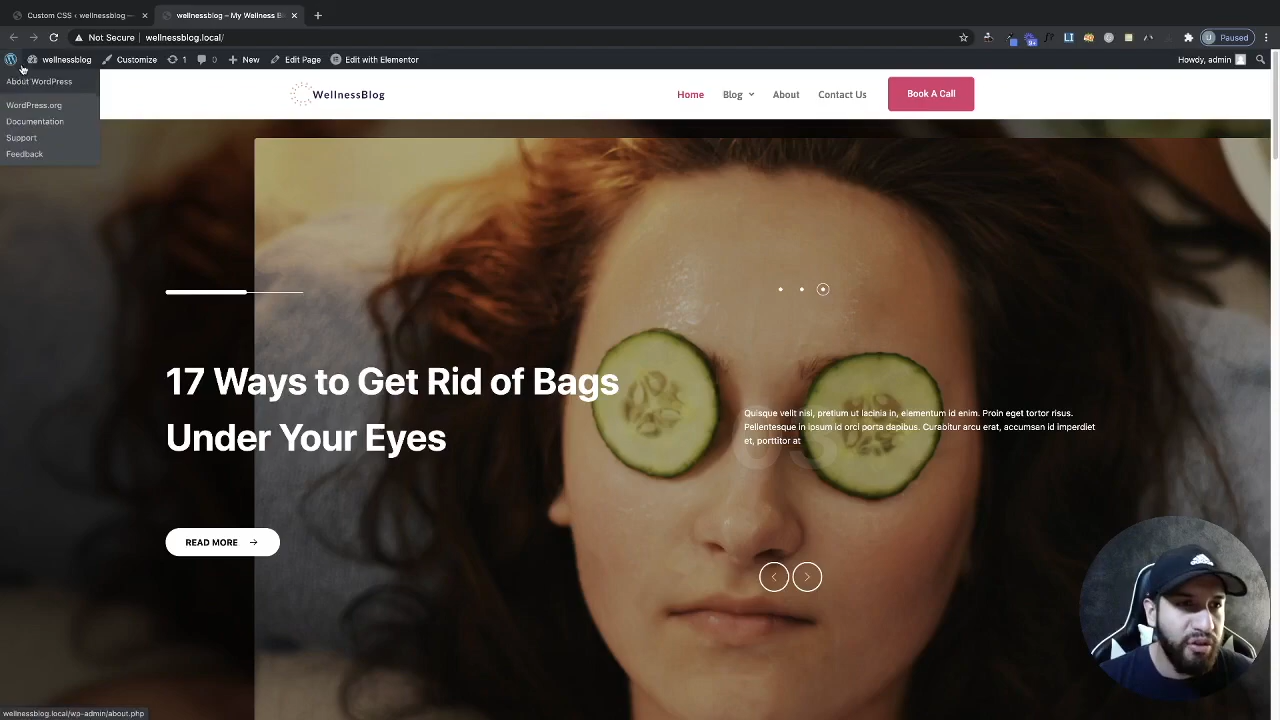 Custom CSS ‹ wellnessblog —
wellnessblog – My Wellness B
Not Secure
wellnessblog.local/
Paused
wellnessblog
Customize
1
0
New
Edit Page
Edit with Elementor
Howdy, admin
About WordPress
WordPress.org
Documentation
Support
Feedback
WellnessBlog
Home
Blog
About
Contact Us
Book A Call
17 Ways to Get Rid of Bags
Under Your Eyes
03
Quisque velit nisi, pretium ut lacinia in, elementum id enim. Proin eget tortor risus.
Pellentesque in ipsum id orci porta dapibus. Curabitur arcu erat, accumsan id imperdiet
et, porttitor at
READ MORE
wellnessblog.local/wp-admin/about.php